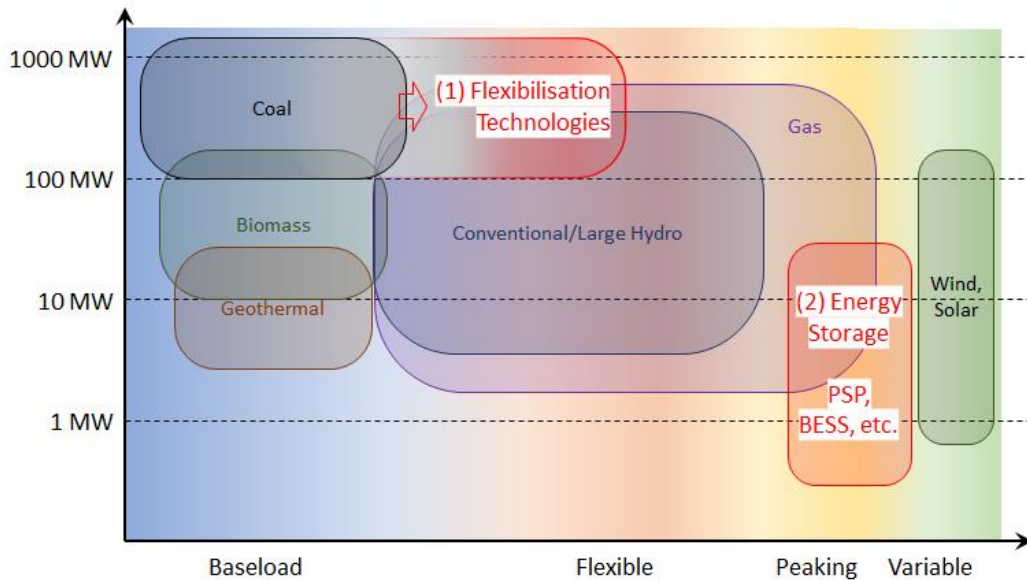 1000 MW
100 MW
10 MW
1 MW
Coal
(1) Flexibilisation
Technologies
Gas
Biomass
Conventional/Large Hydro
Geothermal
(2) Energy
Storage
PSP,
BESS, etc.
Wind,
Solar
Baseload
Flexible
Peaking
Variable